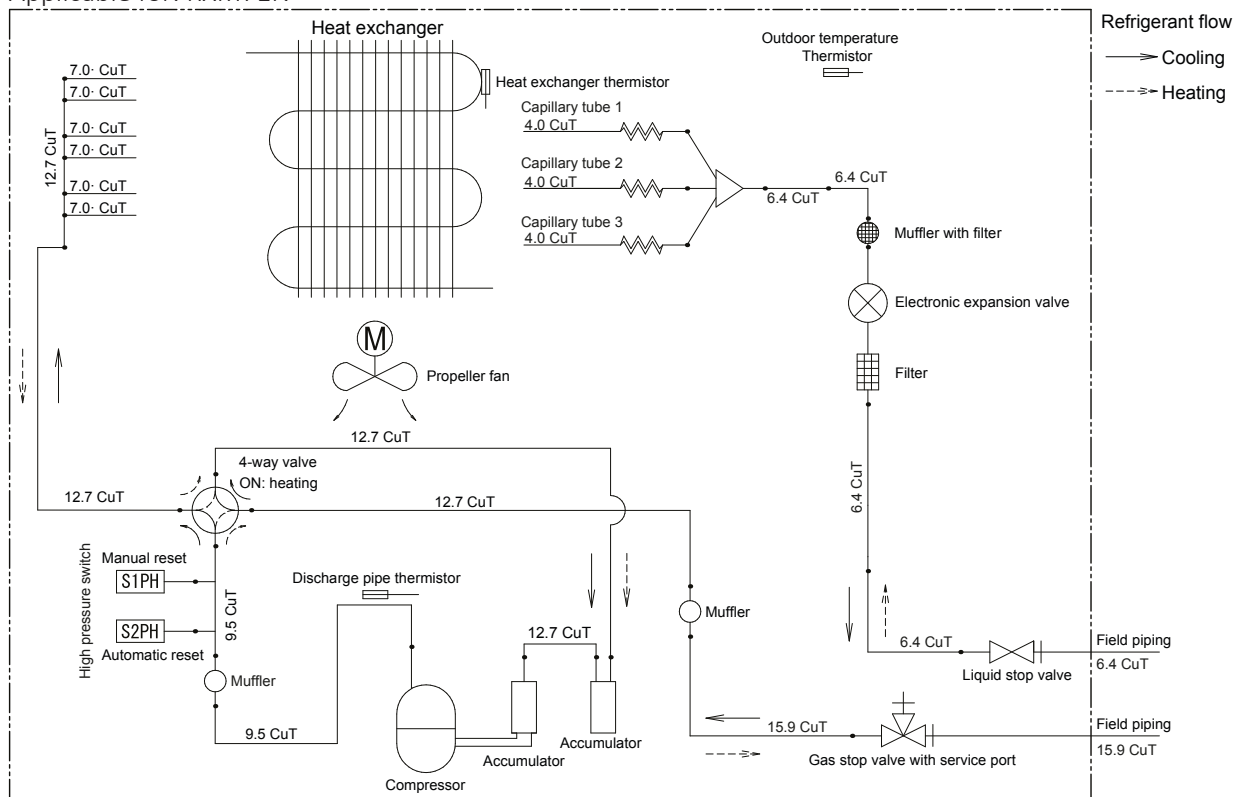 Heat exchanger
Outdoor temperature
Thermistor
Refrigerant flow
Cooling
Heating
7.0· CuT
7.0· CuT
7.0· CuT
7.0· CuT
7.0· CuT
7.0· CuT
12.7 CuT
Heat exchanger thermistor
Capillary tube 1
4.0 CuT
Capillary tube 2
4.0 CuT
Capillary tube 3
4.0 CuT
6.4 CuT
6.4 CuT
Muffler with filter
Electronic expansion valve
Filter
M
Propeller fan
12.7 CuT
4-way valve
ON: heating
12.7 CuT
12.7 CuT
6.4 CuT
High pressure switch
Manual reset
S1PH
S2PH
Automatic reset
9.5 CuT
Discharge pipe thermistor
Muffler
12.7 CuT
Muffler
9.5 CuT
Compressor
Accumulator
Accumulator
6.4 CuT
Liquid stop valve
Field piping
6.4 CuT
15.9 CuT
Gas stop valve with service port
Field piping
15.9 CuT